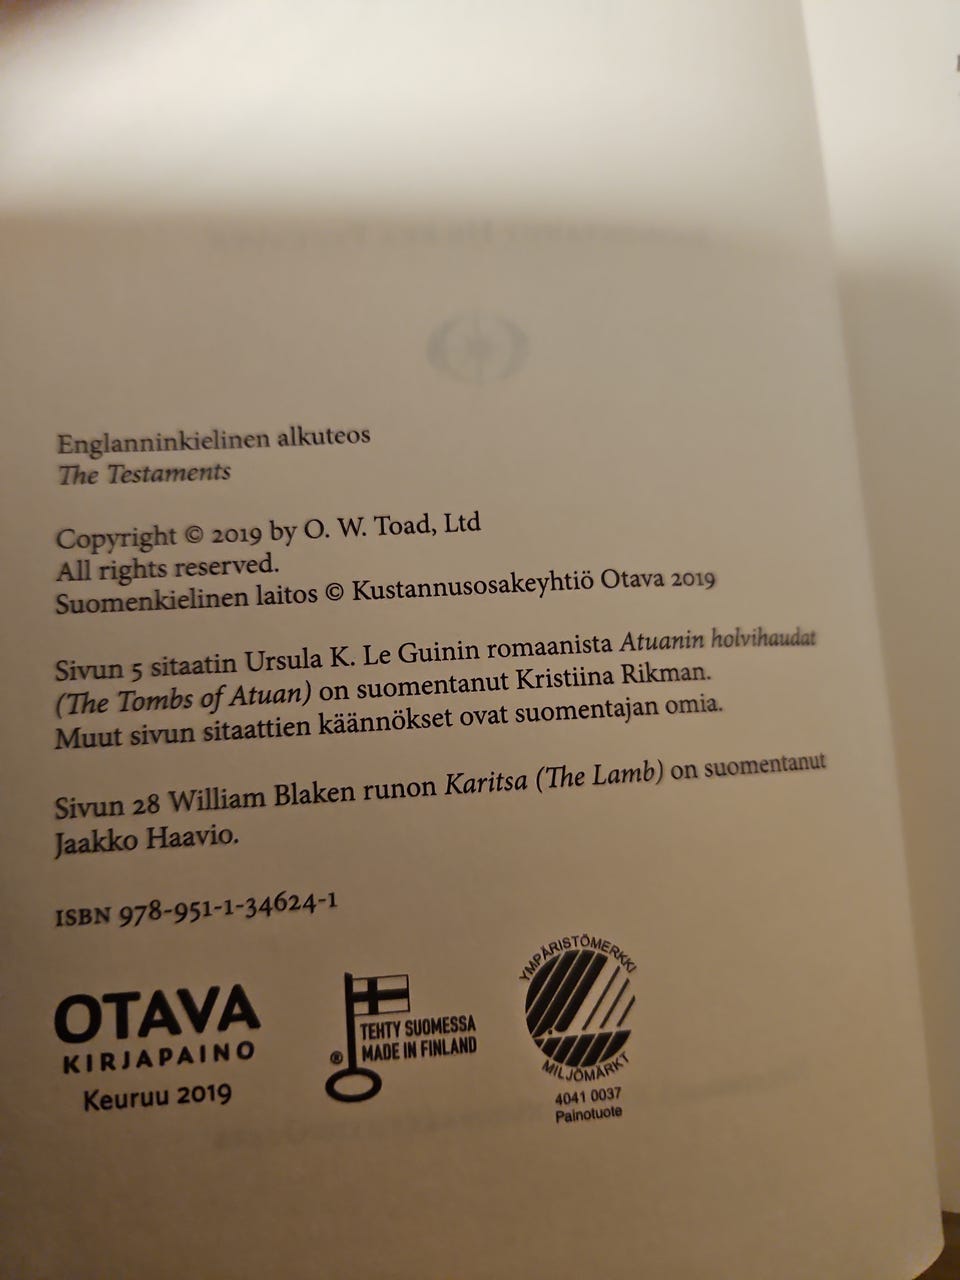 Englanninkielinen alkuteos
The Testaments
Copyright © 2019 by O. W. Toad, Ltd
All rights reserved.
Suomenkielinen laitos © Kustannusosakeyhtiö Otava 2019
Sivun 5 sitaatin Ursula K. Le Guinin romaanista Atuanin holvihaudat
(The Tombs of Atuan) on suomentanut Kristiina Rikman.
Muut sivun sitaattien käännökset ovat suomentajan omia.
Sivun 28 William Blaken runon Karitsa (The Lamb) on suomentanut
Jaakko Haavio.
ISBN 978-951-1-34624-1
OTAVA
KIRJAPAINO
Keuruu 2019
TEHTY SUOMESSA
® MADE IN FINLAND
YMPÄRISTÖMERKKI
MILJÖMÄRKT
4041 0037
Painotuote